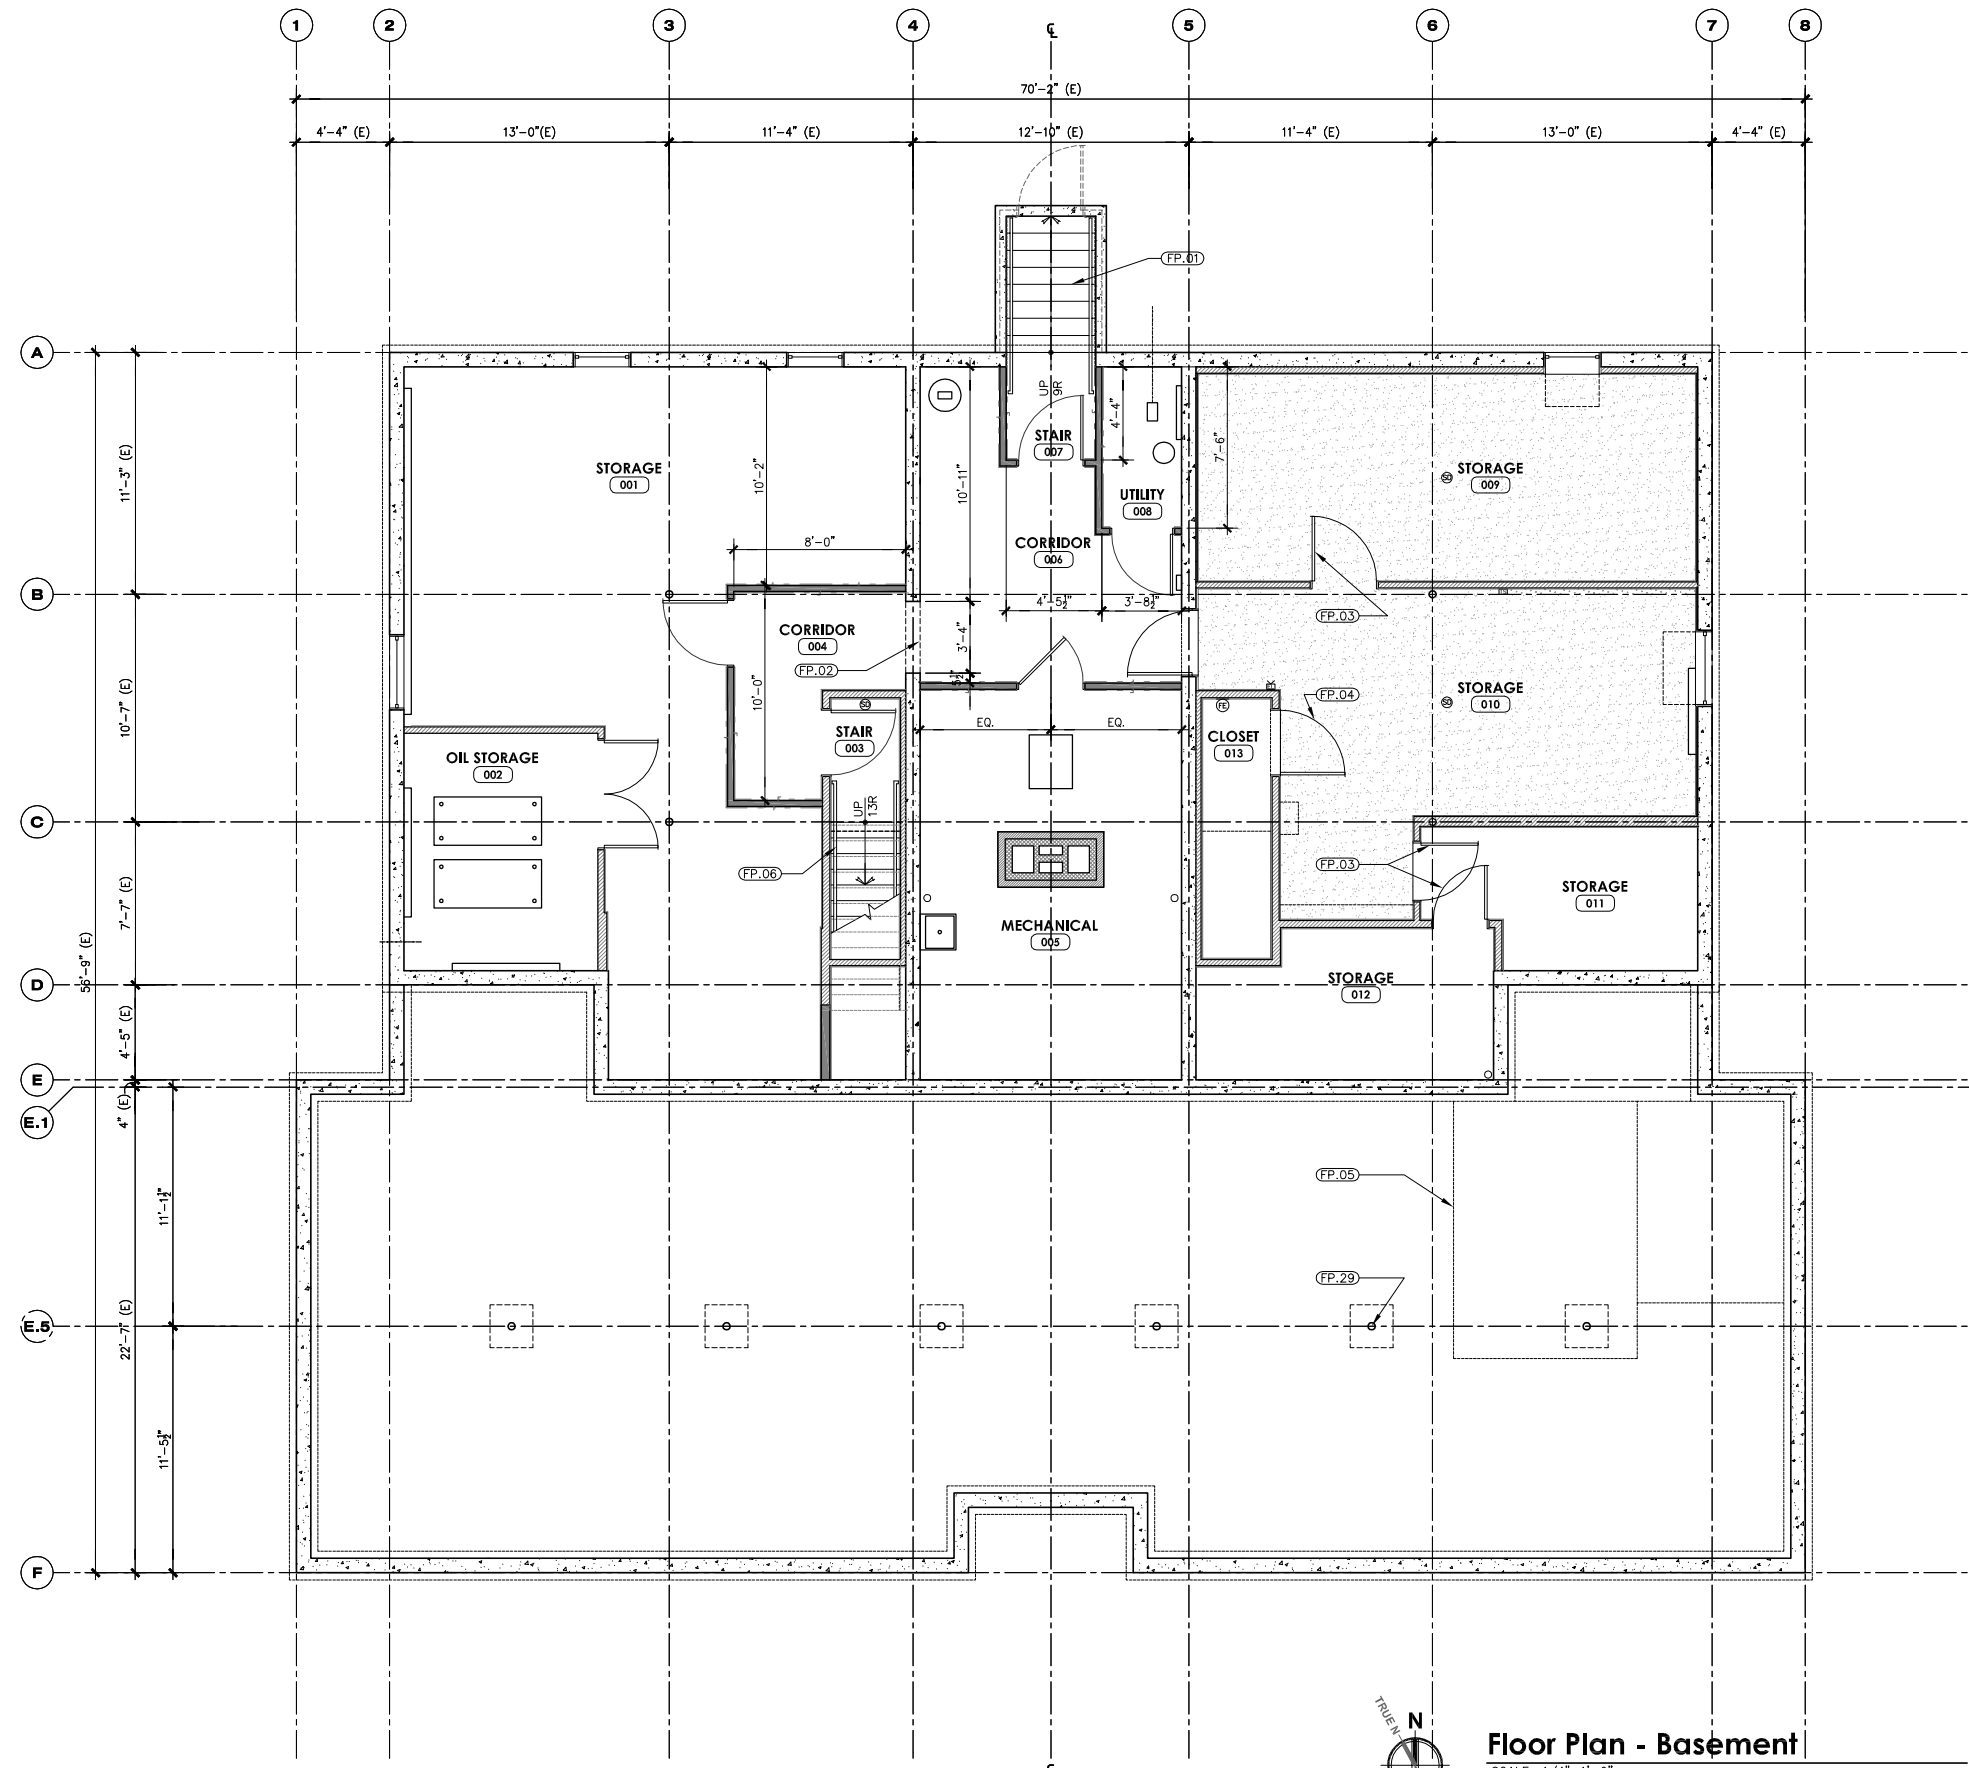 1 2 3 4 ℄ 5 6 7 8
70'-2" (E)
4'-4" (E) 13'-0"(E) 11'-4" (E) 12'-10" (E) 11'-4" (E) 13'-0" (E) 4'-4" (E)
FP.01
A
UP
9R
4'-4"
STAIR
007
7'-6"
11'-3" (E)
STORAGE
001
10'-2"
10'-11"
UTILITY
008
SD
STORAGE
009
8'-0"
CORRIDOR
006
B
4'-5½" 3'-8½"
FP.03
CORRIDOR
004
FP.02
3'-4"
5½"
10'-7" (E)
10'-0"
FP.04
SD
STORAGE
010
SD
STAIR
003
EQ. EQ.
FE
CLOSET
013
OIL STORAGE
002
UP
13R
C
FP.06
FP.03
7'-7" (E)
STORAGE
011
MECHANICAL
005
56'-9" (E)
D
STORAGE
012
4'-5" (E)
E
E.1
4" (E)
11'-1½"
FP.05
FP.29
E.5
22'-7" (E)
11'-5½"
F
TRUE N
N
Floor Plan - Basement
℄